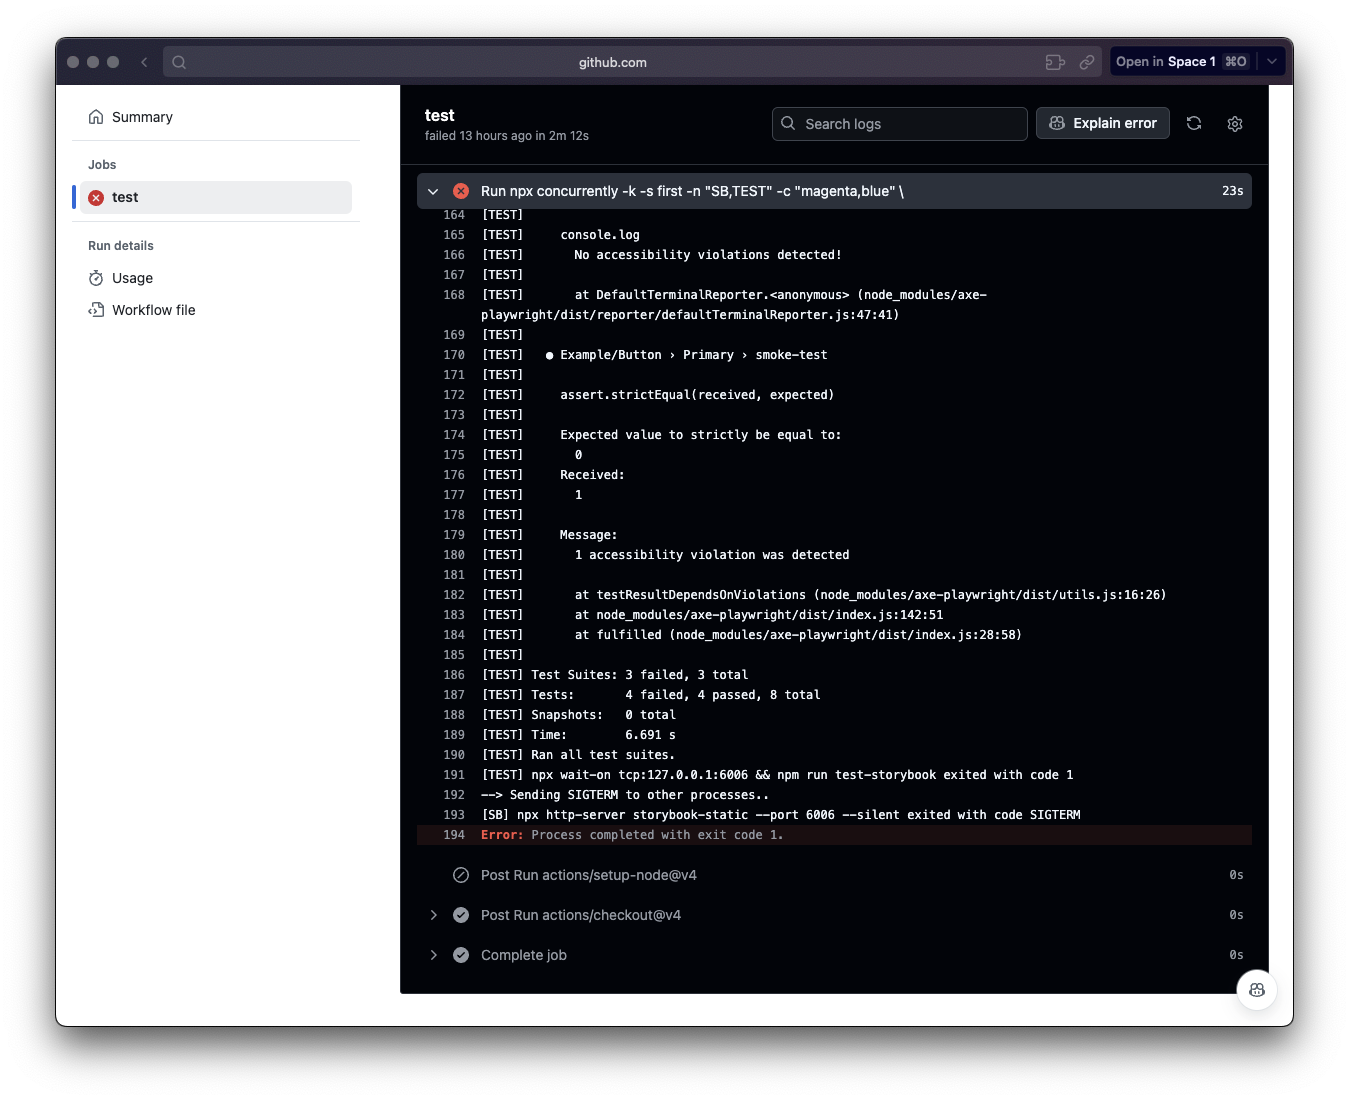 github.com
Open in Space 1 ⌘O
Summary
Jobs
test
Run details
Usage
Workflow file
test
failed 13 hours ago in 2m 12s
Search logs
Explain error
Run npx concurrently -k -s first -n "SB,TEST" -c "magenta,blue" \
23s
164 [TEST]
165 [TEST] console.log
166 [TEST] No accessibility violations detected!
167 [TEST]
168 [TEST] at DefaultTerminalReporter.<anonymous> (node_modules/axe-
playwright/dist/reporter/defaultTerminalReporter.js:47:41)
169 [TEST]
170 [TEST] ● Example/Button › Primary › smoke-test
171 [TEST]
172 [TEST] assert.strictEqual(received, expected)
173 [TEST]
174 [TEST] Expected value to strictly be equal to:
175 [TEST] 0
176 [TEST] Received:
177 [TEST] 1
178 [TEST]
179 [TEST] Message:
180 [TEST] 1 accessibility violation was detected
181 [TEST]
182 [TEST] at testResultDependsOnViolations (node_modules/axe-playwright/dist/utils.js:16:26)
183 [TEST] at node_modules/axe-playwright/dist/index.js:142:51
184 [TEST] at fulfilled (node_modules/axe-playwright/dist/index.js:28:58)
185 [TEST]
186 [TEST] Test Suites: 3 failed, 3 total
187 [TEST] Tests: 4 failed, 4 passed, 8 total
188 [TEST] Snapshots: 0 total
189 [TEST] Time: 6.691 s
190 [TEST] Ran all test suites.
191 [TEST] npx wait-on tcp:127.0.0.1:6006 && npm run test-storybook exited with code 1
192 --> Sending SIGTERM to other processes..
193 [SB] npx http-server storybook-static --port 6006 --silent exited with code SIGTERM
194 Error: Process completed with exit code 1.
Post Run actions/setup-node@v4
0s
Post Run actions/checkout@v4
0s
Complete job
0s